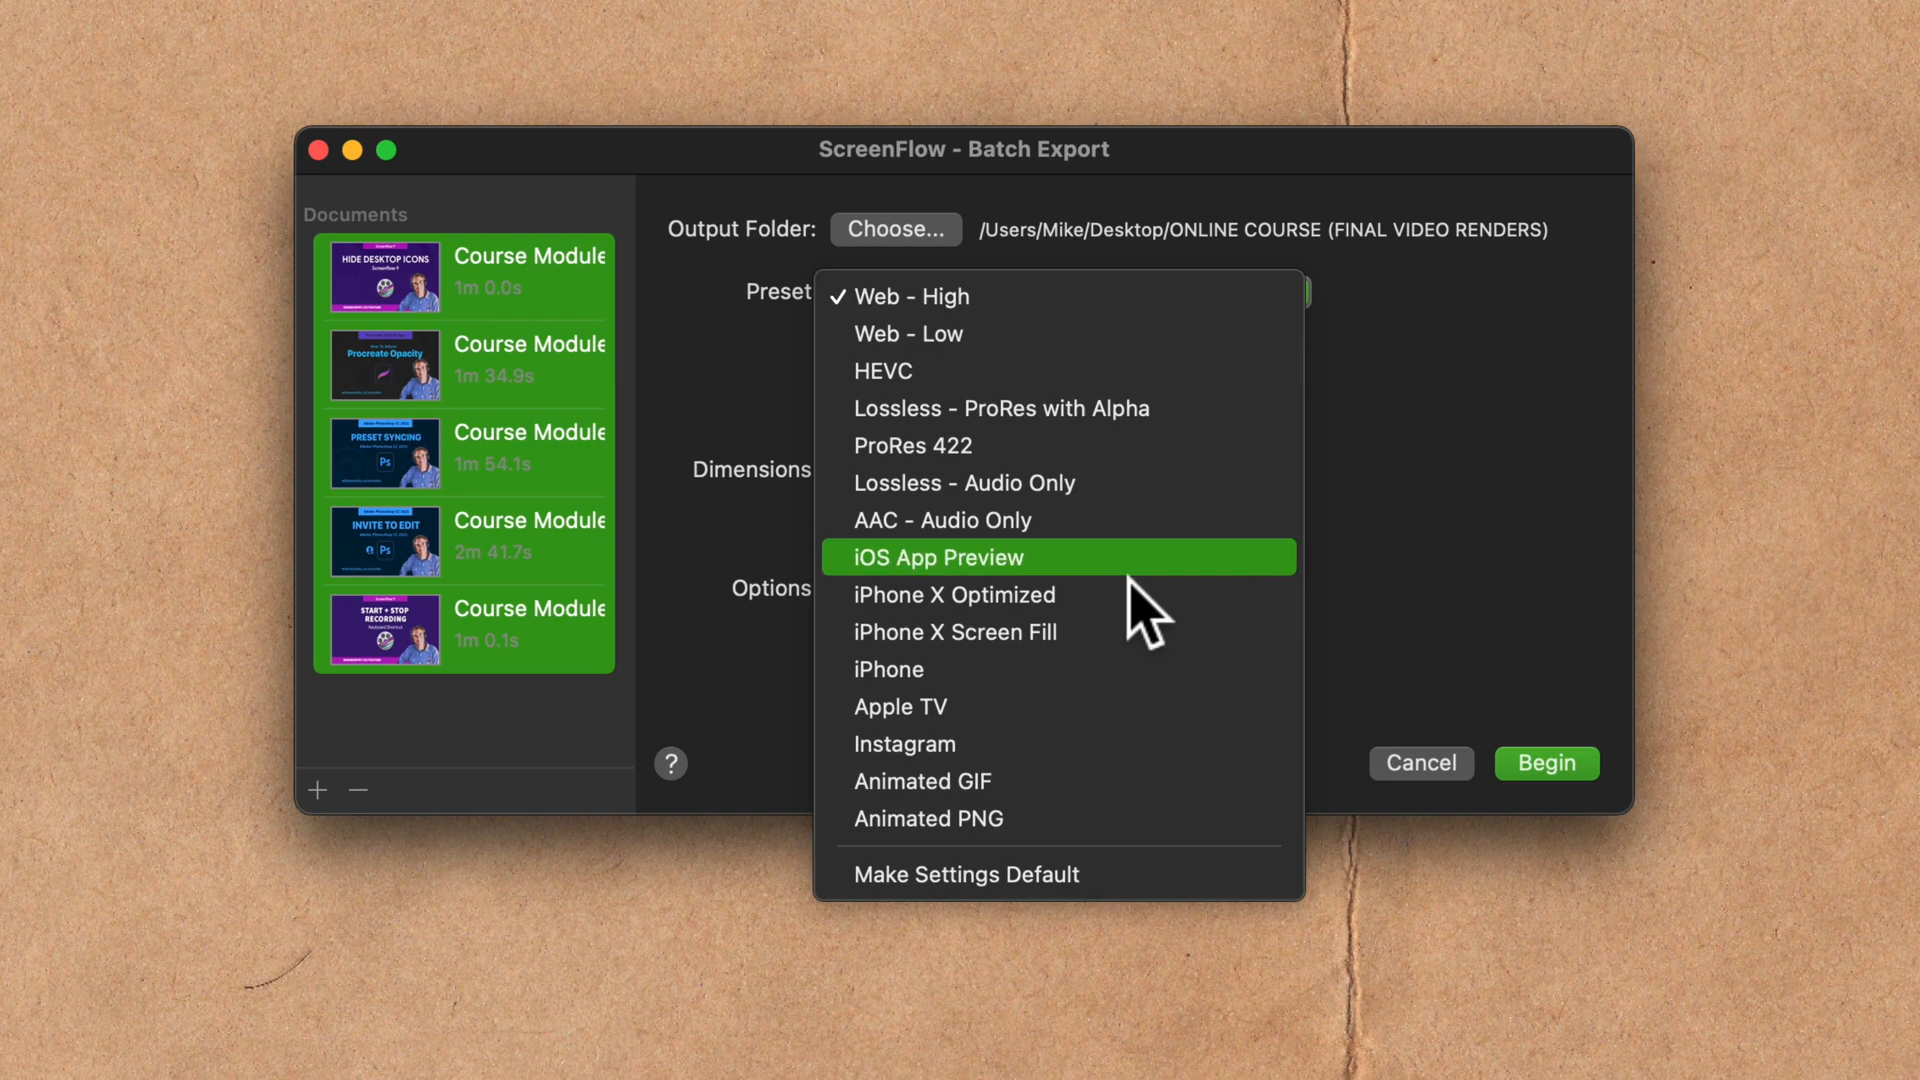 ScreenFlow - Batch Export
Documents
HIDE DESKTOP ICONS
Course Module
1m 0.0s
Procreate Opacity
Course Module
1m 34.9s
PRESET SYNCING
Ps
Course Module
1m 54.1s
INVITE TO EDIT
Ps
Course Module
2m 41.7s
START + STOP
RECORDING
Keyboard Shortcut
Course Module
1m 0.1s
Output Folder:
Choose...
/Users/Mike/Desktop/ONLINE COURSE (FINAL VIDEO RENDERS)
Preset
✓ Web - High
Web - Low
HEVC
Lossless - ProRes with Alpha
ProRes 422
Lossless - Audio Only
AAC - Audio Only
iOS App Preview
iPhone X Optimized
iPhone X Screen Fill
iPhone
Apple TV
Instagram
Animated GIF
Animated PNG
Make Settings Default
Dimensions
Options
?
Cancel
Begin